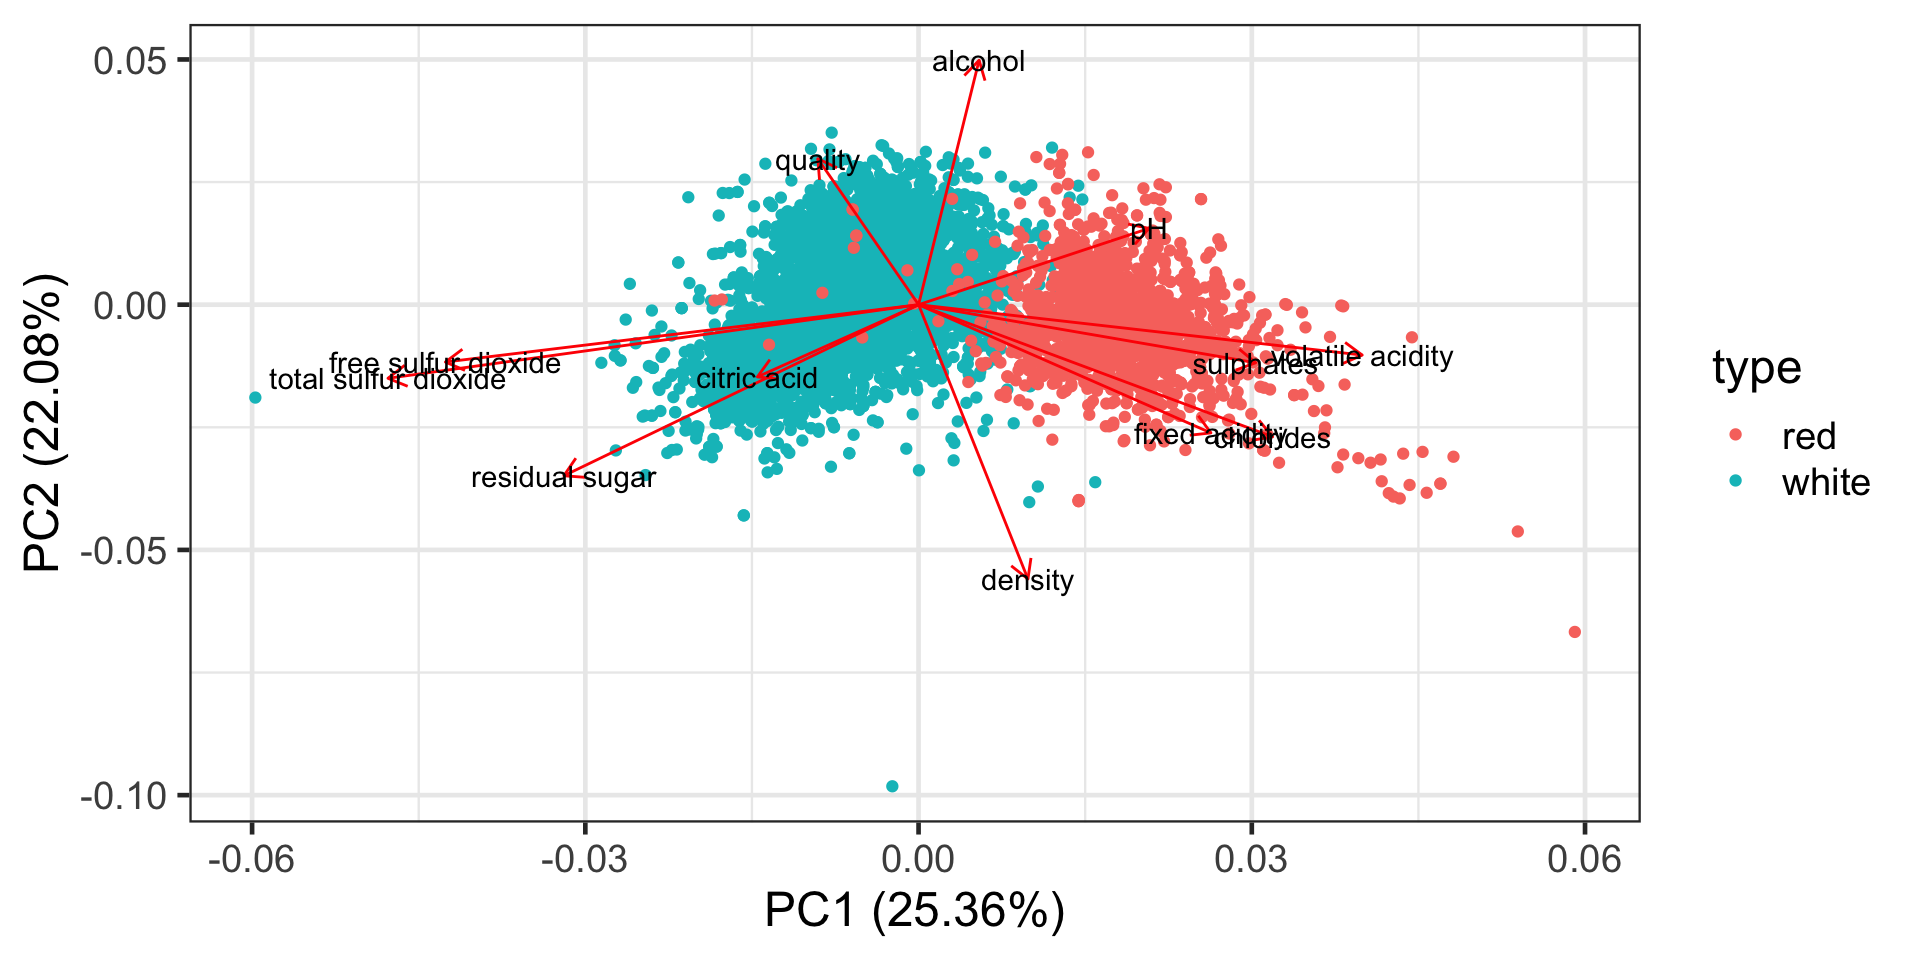 0.05
0.00
-0.05
-0.10
PC2 (22.08%)
alcohol
quality
pH
free sulfur dioxide
volatile acidity
sulphates
total sulfur dioxide
citric acid
fixed acidity
chlorides
residual sugar
density
-0.06
-0.03
0.00
0.03
0.06
PC1 (25.36%)
type
red
white